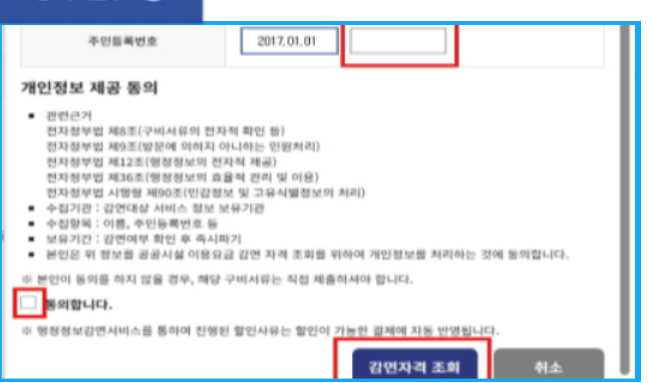 주민등록번호 2017.01.01
개인정보 제공 동의
▪ 관련근거
전자정부법 제8조(구비서류의 전자적 확인 등)
전자정부법 제9조(방문에 의하지 아니하는 민원처리)
전자정부법 제12조(행정정보의 전자적 제공)
전자정부법 제36조(행정정보의 효율적 관리 및 이용)
전자정부법 시행령 제90조(민감정보 및 고유식별정보의 처리)
▪ 수집기관 : 감면대상 서비스 정보 보유기관
▪ 수집항목 : 이름, 주민등록번호 등
▪ 보유기간 : 감면여부 확인 후 즉시파기
▪ 본인은 위 정보를 공공시설 이용요금 감면 자격 조회를 위하여 개인정보를 처리하는 것에 동의합니다.
※ 본인이 동의를 하지 않을 경우, 해당 구비서류는 직접 제출하셔야 합니다.
동의합니다.
※ 행정정보감면서비스를 통하여 진행된 할인사유는 할인이 가능한 결제에 자동 반영됩니다.
감면자격 조회 취소